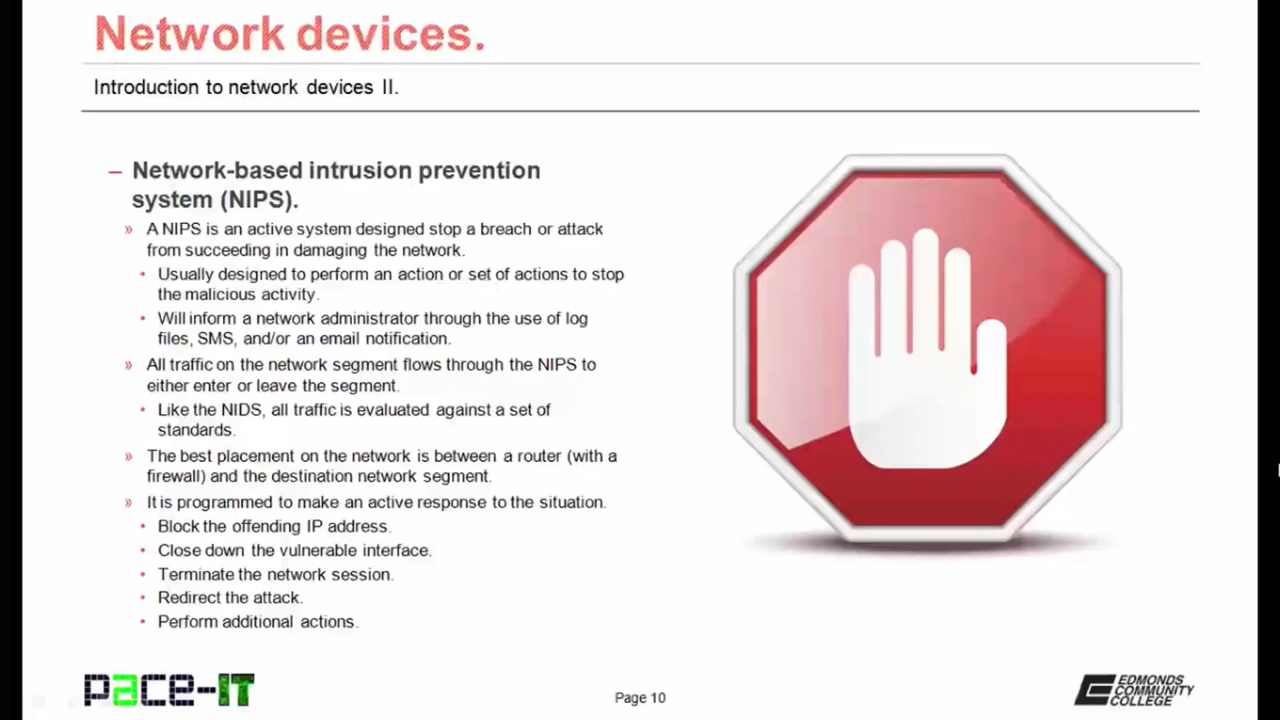 Network devices.
Introduction to network devices II.
– Network-based intrusion prevention
system (NIPS).
» A NIPS is an active system designed stop a breach or attack
from succeeding in damaging the network.
• Usually designed to perform an action or set of actions to stop
the malicious activity.
• Will inform a network administrator through the use of log
files, SMS, and/or an email notification.
» All traffic on the network segment flows through the NIPS to
either enter or leave the segment.
• Like the NIDS, all traffic is evaluated against a set of
standards.
» The best placement on the network is between a router (with a
firewall) and the destination network segment.
» It is programmed to make an active response to the situation.
• Block the offending IP address.
• Close down the vulnerable interface.
• Terminate the network session.
• Redirect the attack.
• Perform additional actions.
pace-IT
Page 10
EDMONDS
COMMUNITY
COLLEGE